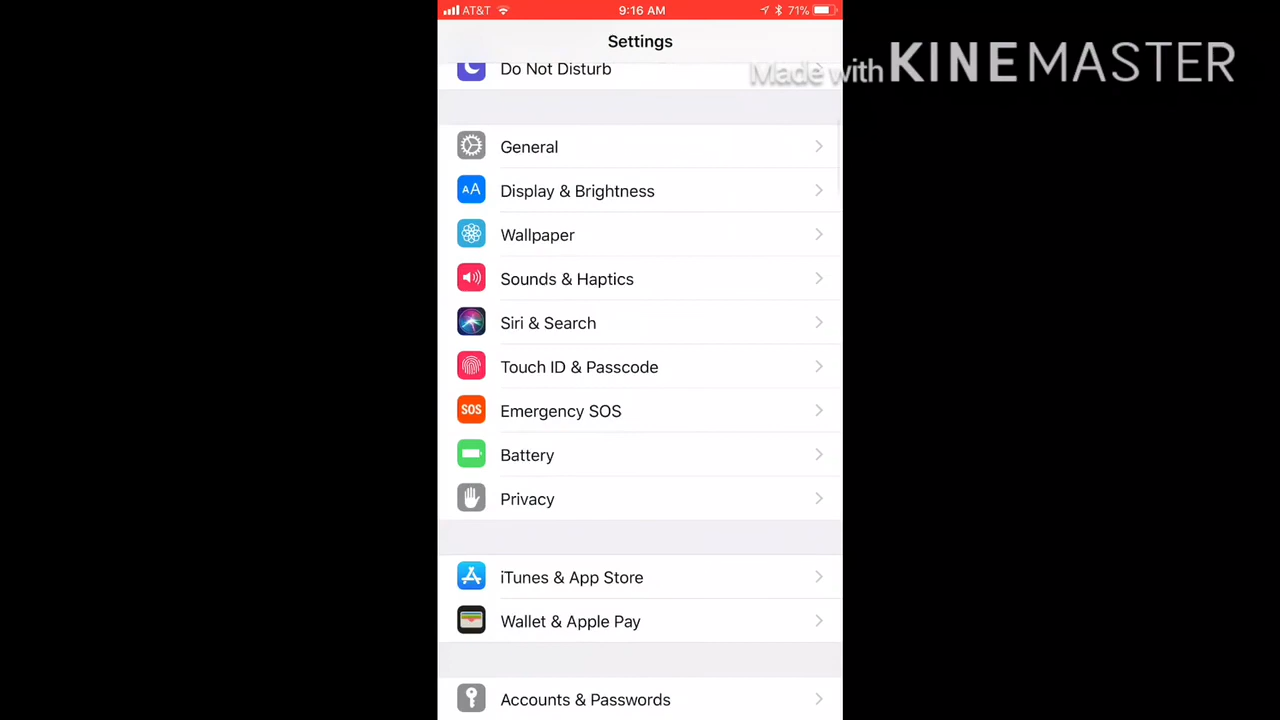 AT&T 9:16 AM 71%
Settings
Do Not Disturb
Made with KINEMASTER
General
AA Display & Brightness
Wallpaper
Sounds & Haptics
Siri & Search
Touch ID & Passcode
SOS Emergency SOS
Battery
Privacy
iTunes & App Store
Wallet & Apple Pay
Accounts & Passwords